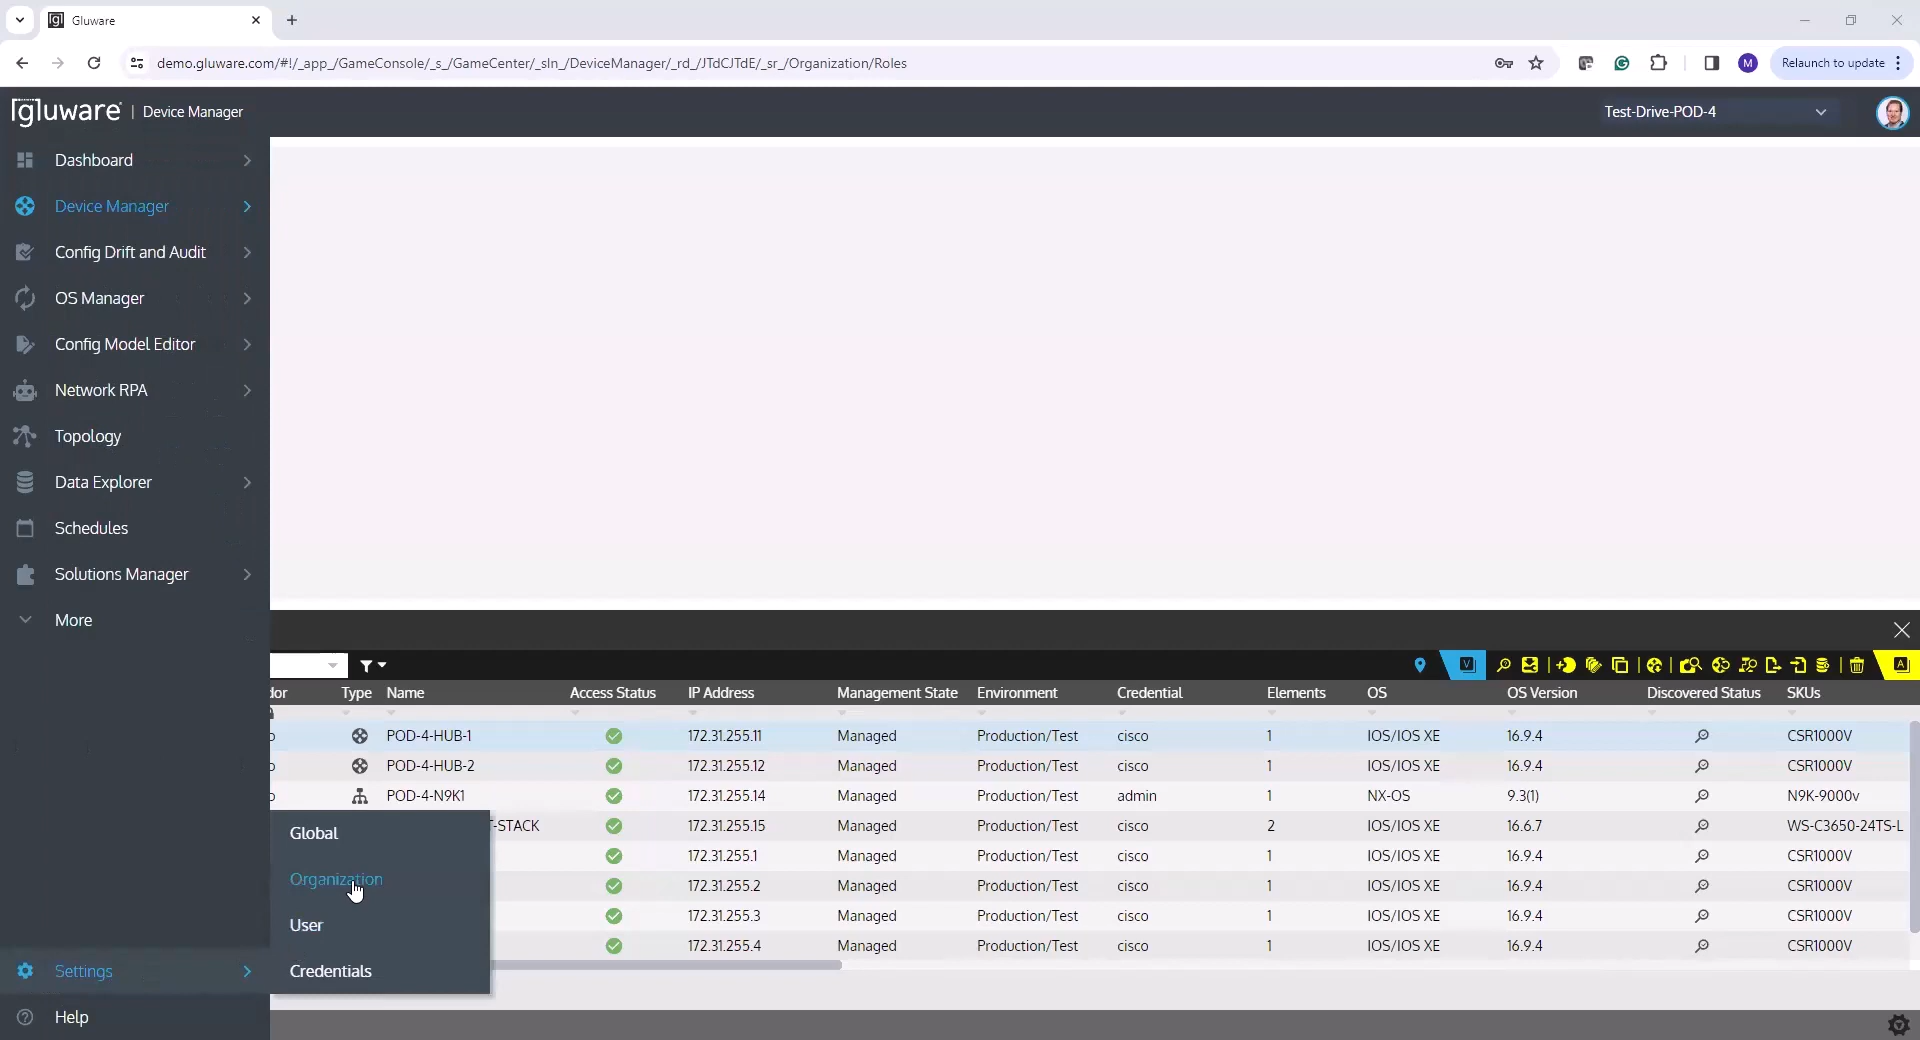 Gluware
demo.gluware.com/#!/_app_/GameConsole/_s_/GameCenter/_sln_/DeviceManager/_rd_/JTdCJTdE/_sr_/Organization/Roles
M
Relaunch to update
[gluware | Device Manager
Test-Drive-POD-4
Dashboard
Device Manager
Config Drift and Audit
OS Manager
Config Model Editor
Network RPA
Topology
Data Explorer
Schedules
Solutions Manager
More
V
A
dor Type Name Access Status IP Address Management State Environment Credential Elements OS OS Version Discovered Status SKUs
o POD-4-HUB-1 172.31.255.11 Managed Production/Test cisco 1 IOS/IOS XE 16.9.4 CSR1000V
o POD-4-HUB-2 172.31.255.12 Managed Production/Test cisco 1 IOS/IOS XE 16.9.4 CSR1000V
o POD-4-N9K1 172.31.255.14 Managed Production/Test admin 1 NX-OS 9.3(1) N9K-9000v
T-STACK 172.31.255.15 Managed Production/Test cisco 2 IOS/IOS XE 16.6.7 WS-C3650-24TS-L
172.31.255.1 Managed Production/Test cisco 1 IOS/IOS XE 16.9.4 CSR1000V
172.31.255.2 Managed Production/Test cisco 1 IOS/IOS XE 16.9.4 CSR1000V
172.31.255.3 Managed Production/Test cisco 1 IOS/IOS XE 16.9.4 CSR1000V
172.31.255.4 Managed Production/Test cisco 1 IOS/IOS XE 16.9.4 CSR1000V
Global
Organization
User
Credentials
Settings
Help